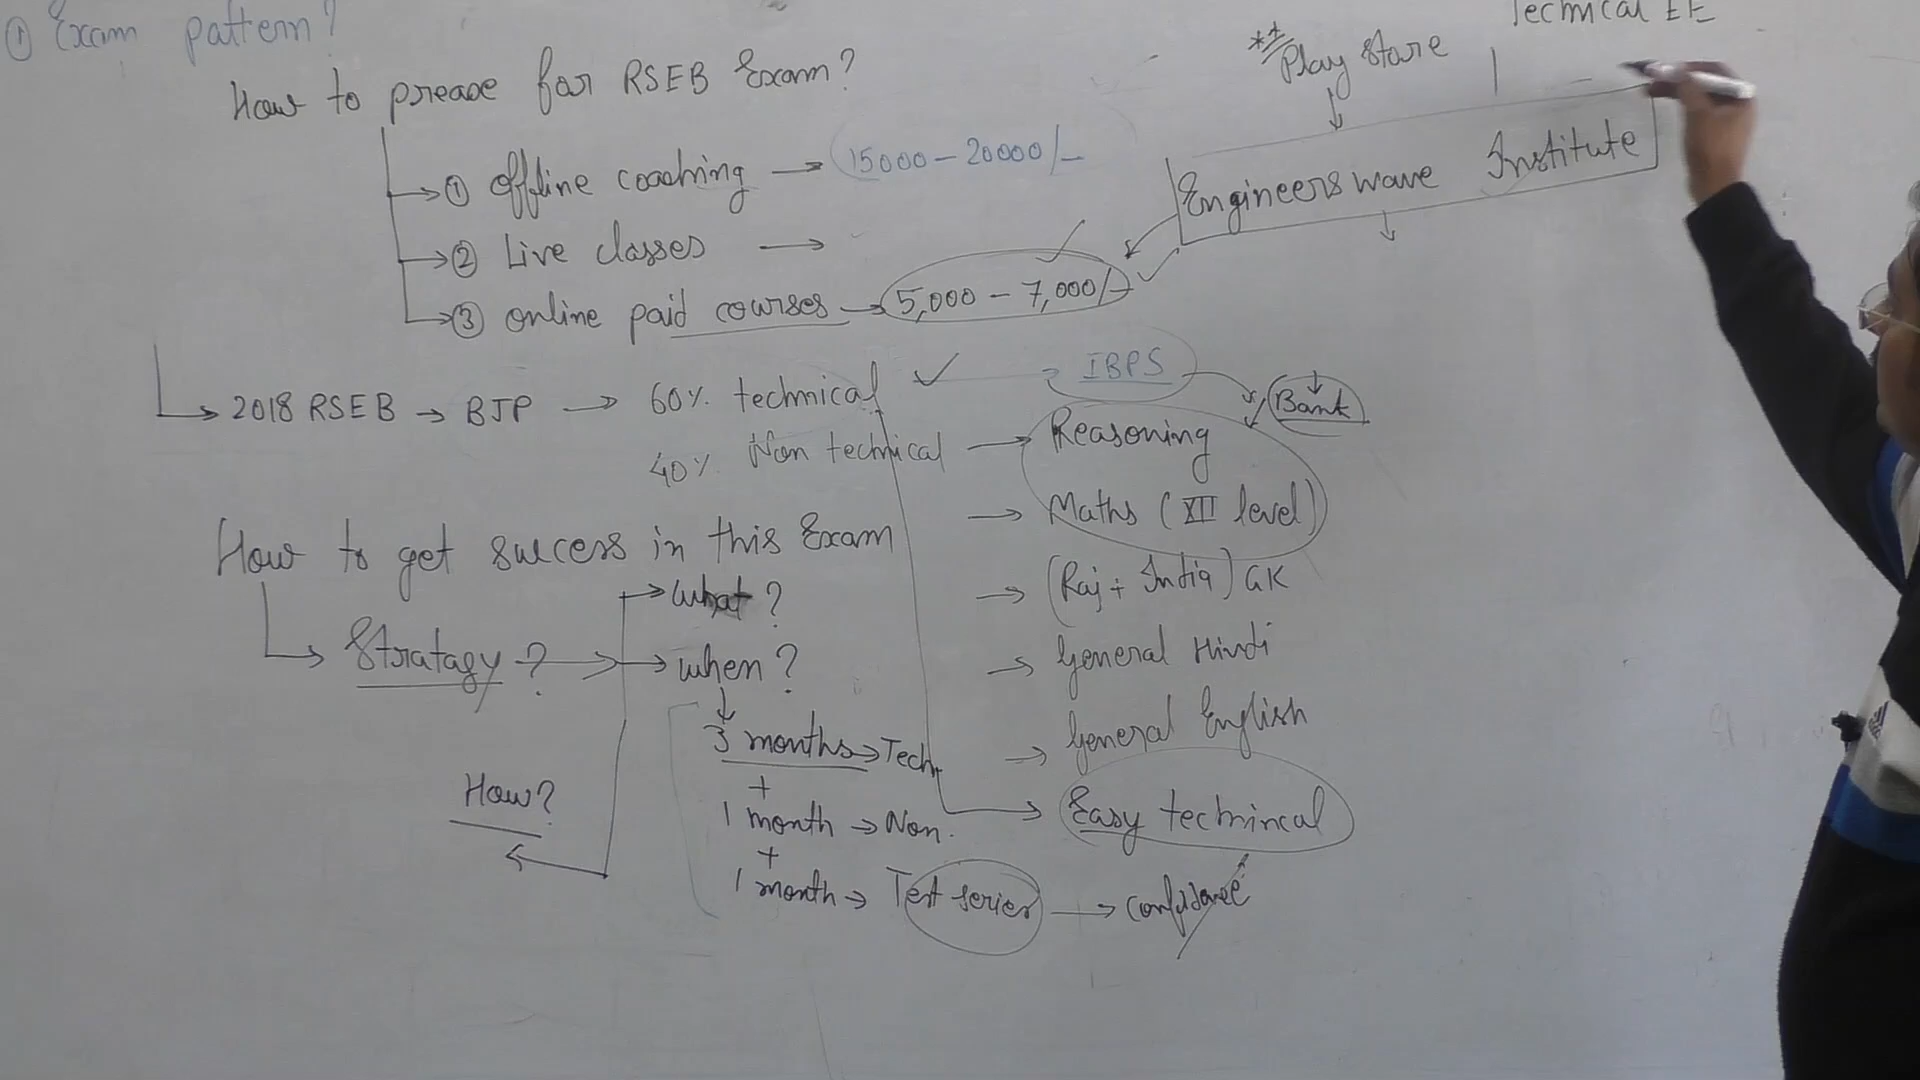 ① Exam pattern?
Technical EE
** Play Store
How to prease for RSEB Exam?
① Offline coaching → 15000 - 20000/-
Engineers wave Institute
② Live classes →
③ online paid courses → 5,000 - 7,000/-
2018 RSEB → BJP → 60% technical ✓ IBPS → Bank
40% Non technical → Reasoning
→ Maths (XII level)
How to get success in this Exam
→ (Raj + India) GK
→ what?
→ Stratagy? → when?
→ General Hindi
→ General English
3 months → Tech
+
How?
1 month → Non.
→ Easy techmincal
+
1 month → Test series → confidance